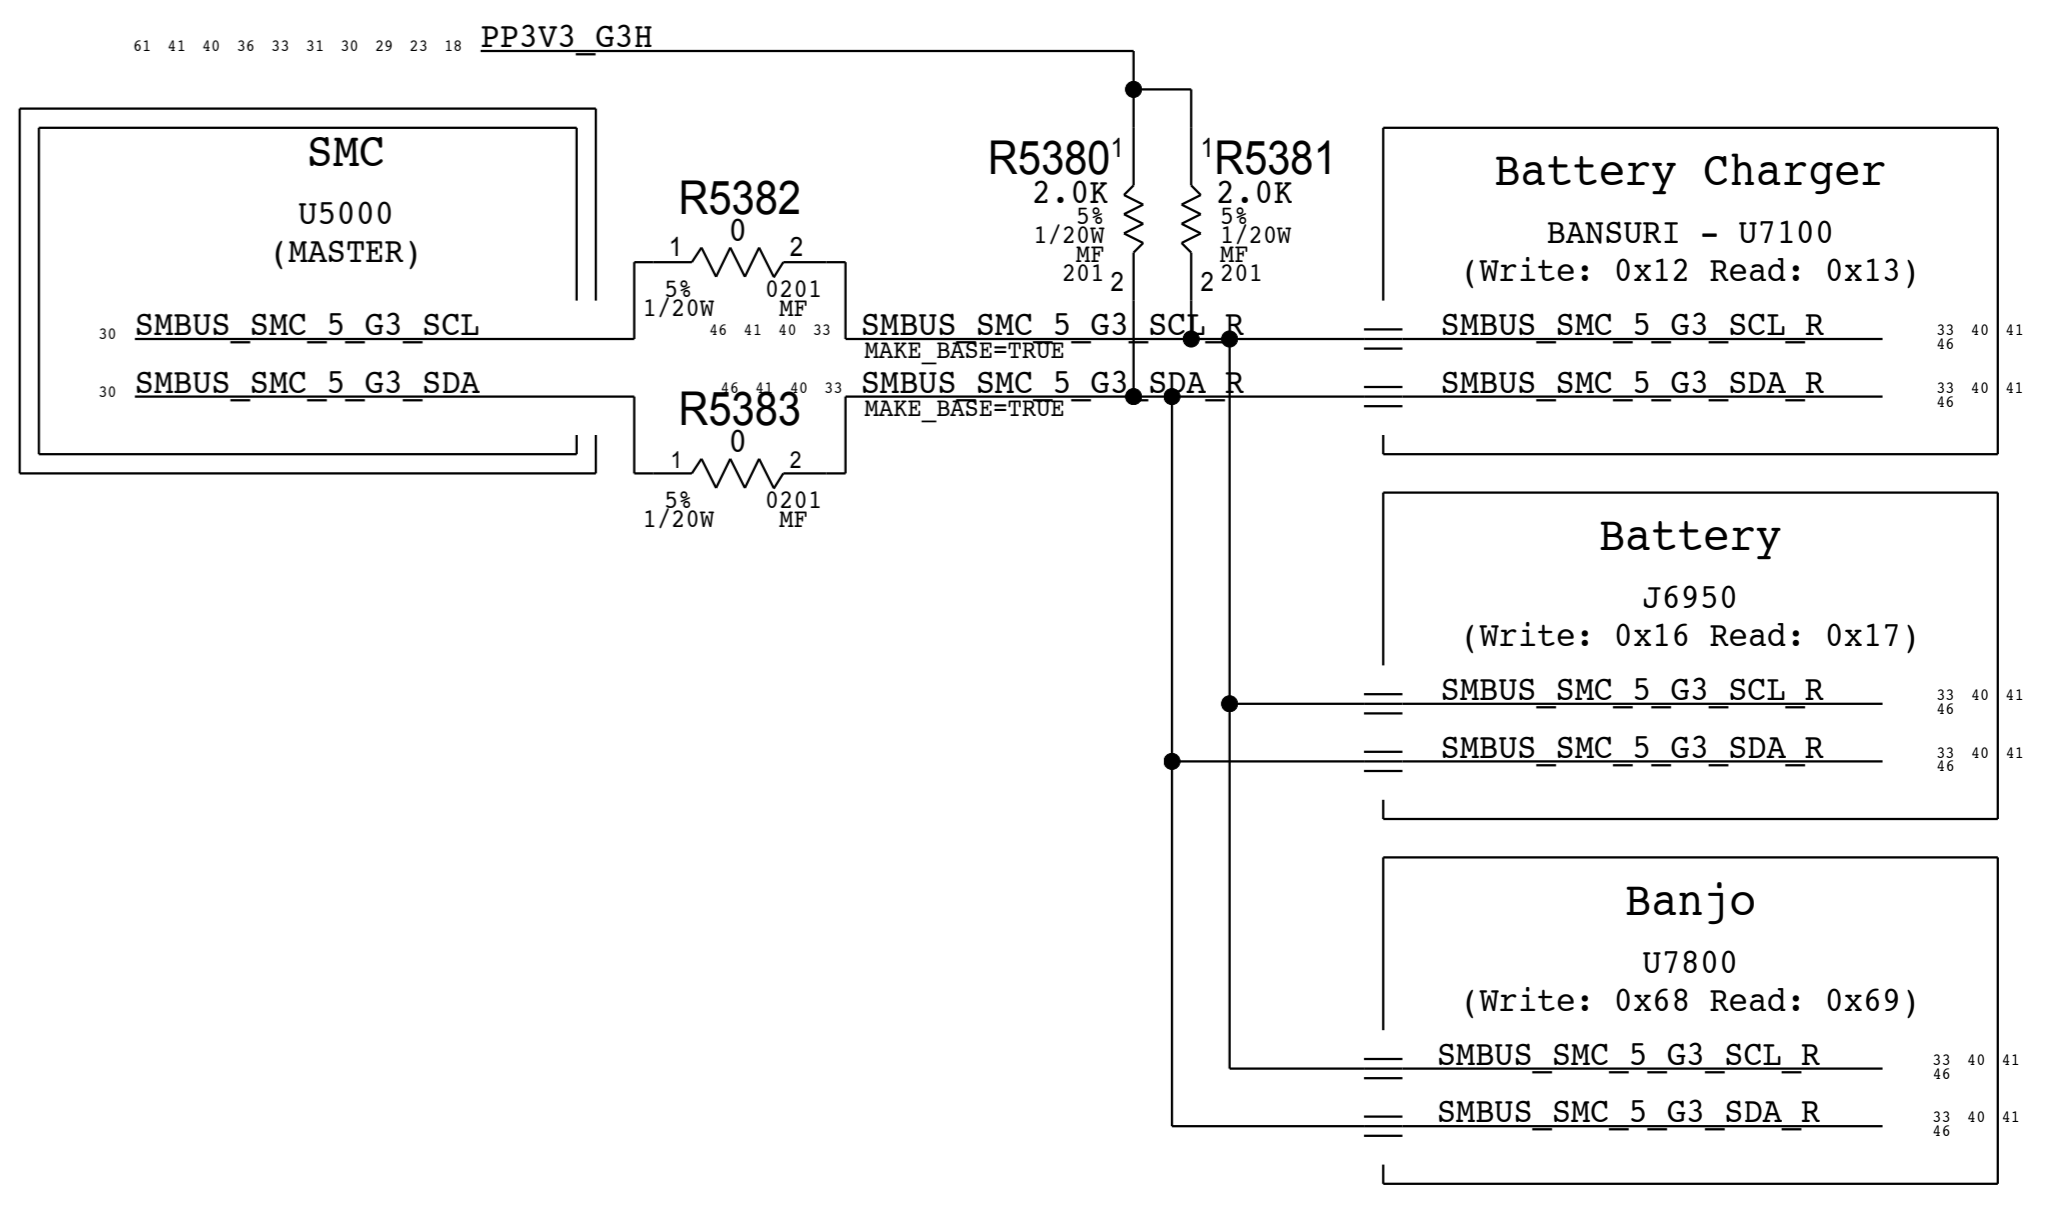 61 41 40 36 33 31 30 29 23 18 PP3V3_G3H
SMC
U5000
(MASTER)
30 SMBUS_SMC_5_G3_SCL
30 SMBUS_SMC_5_G3_SDA
R5382
0
1 2
5% 0201
1/20W MF
46 41 40 33 SMBUS_SMC_5_G3_SCL_R
MAKE_BASE=TRUE
46 41 40 33 SMBUS_SMC_5_G3_SDA_R
MAKE_BASE=TRUE
R5383
0
1 2
5% 0201
1/20W MF
R5380 1
2.0K
5%
1/20W
MF
201
2
1 R5381
2.0K
5%
1/20W
MF
2 201
Battery Charger
BANSURI - U7100
(Write: 0x12 Read: 0x13)
SMBUS_SMC_5_G3_SCL_R 33 40 41
46
SMBUS_SMC_5_G3_SDA_R 33 40 41
46
Battery
J6950
(Write: 0x16 Read: 0x17)
SMBUS_SMC_5_G3_SCL_R 33 40 41
46
SMBUS_SMC_5_G3_SDA_R 33 40 41
46
Banjo
U7800
(Write: 0x68 Read: 0x69)
SMBUS_SMC_5_G3_SCL_R 33 40 41
46
SMBUS_SMC_5_G3_SDA_R 33 40 41
46